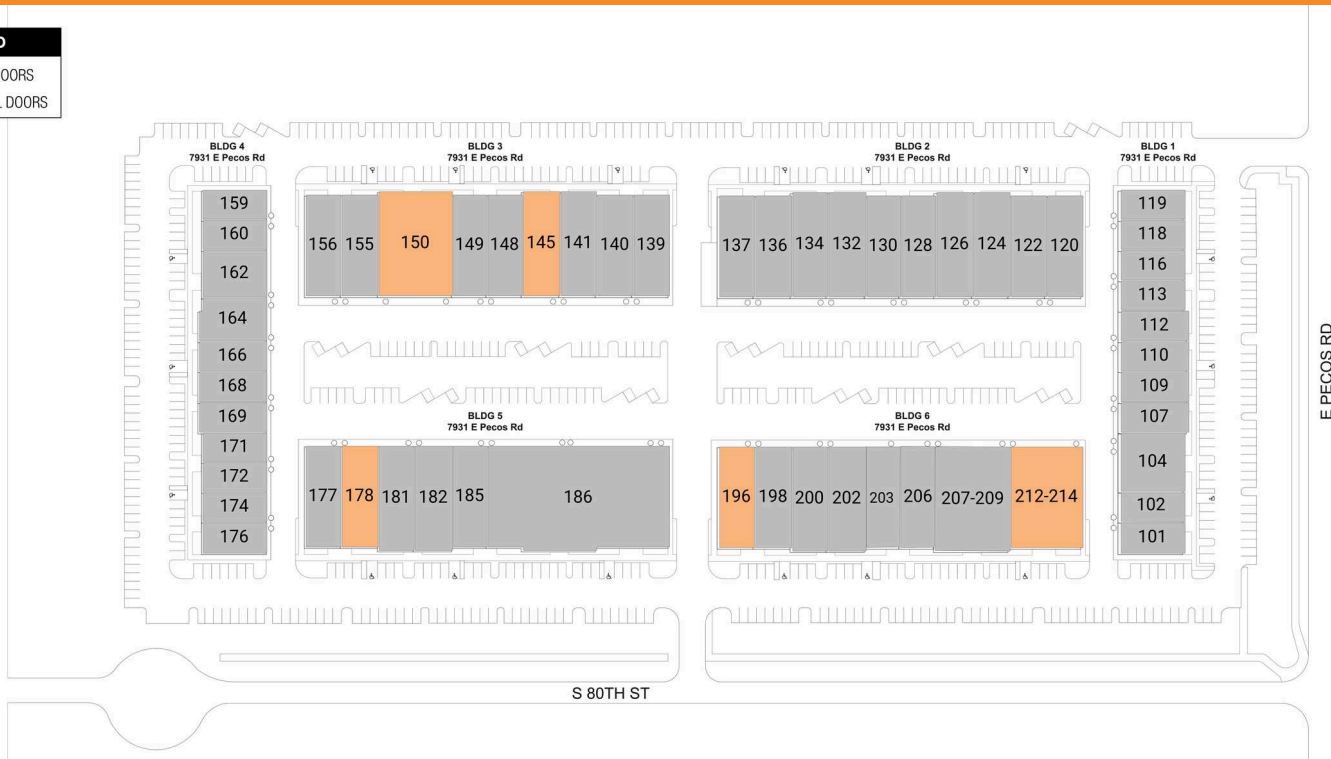 OORS
DOORS
BLDG 4
7931 E Pecos Rd
159
160
162
164
166
168
169
171
172
174
176
BLDG 3
7931 E Pecos Rd
156 155 150 149 148 145 141 140 139
BLDG 2
7931 E Pecos Rd
137 136 134 132 130 128 126 124 122 120
BLDG 1
7931 E Pecos Rd
119
118
116
113
112
110
109
107
104
102
101
BLDG 5
7931 E Pecos Rd
177 178 181 182 185 186
BLDG 6
7931 E Pecos Rd
196 198 200 202 203 206 207-209 212-214
E PECOS RD
S 80TH ST